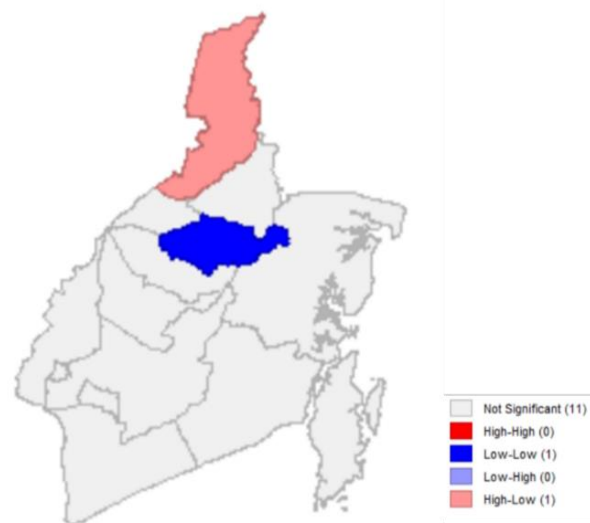 Not Significant (11)
High-High (0)
Low-Low (1)
Low-High (0)
High-Low (1)